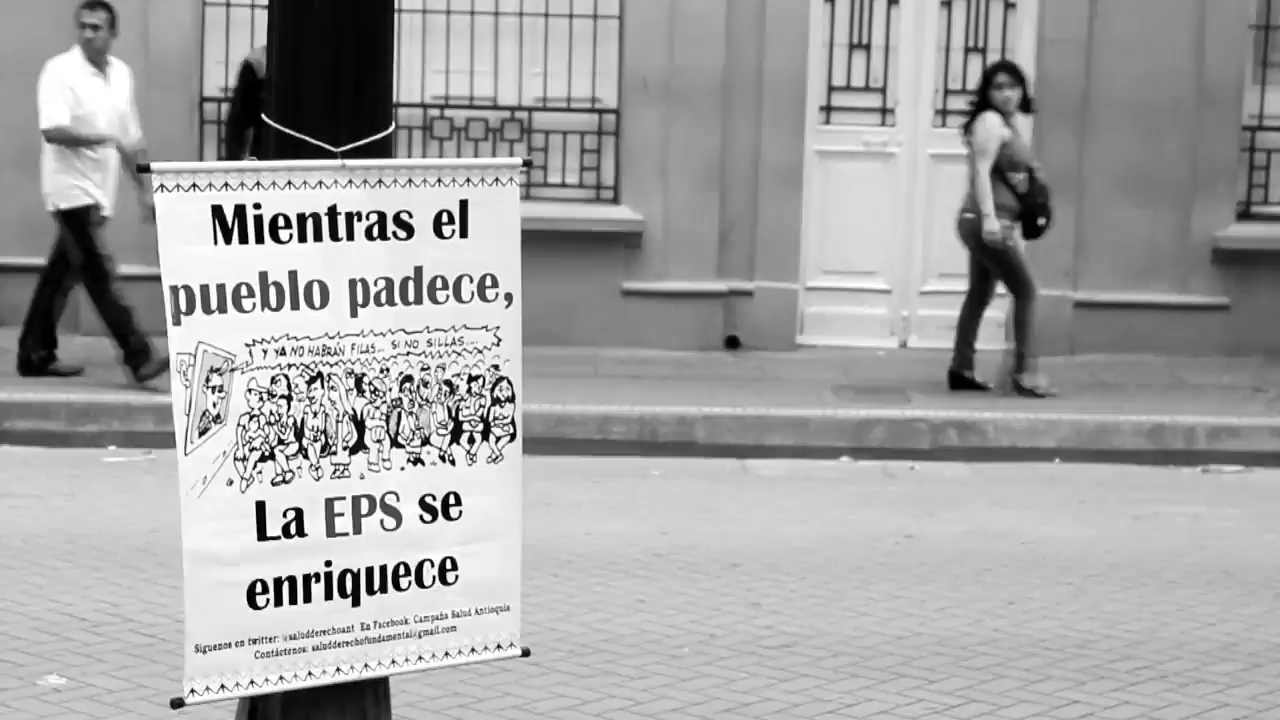 Mientras el
pueblo padece,
Y YA NO HABRÁN FILAS... SI NO SILLAS....
La EPS se
enriquece
Síguenos en twitter: @saludderechoant En Facebook: Campaña Salud Antioquia
Contáctenos: saludderechofundamental@gmail.com